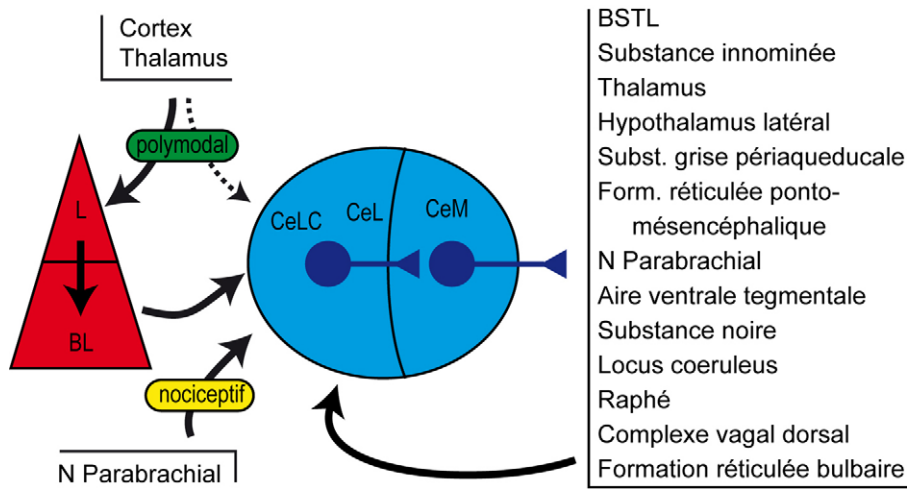 Cortex
Thalamus
polymodal
L
BL
CeLC
CeL
CeM
nociceptif
N Parabrachial
BSTL
Substance innominée
Thalamus
Hypothalamus latéral
Subst. grise périaqueducale
Form. réticulée ponto-
mésencéphalique
N Parabrachial
Aire ventrale tegmentale
Substance noire
Locus coeruleus
Raphé
Complexe vagal dorsal
Formation réticulée bulbaire